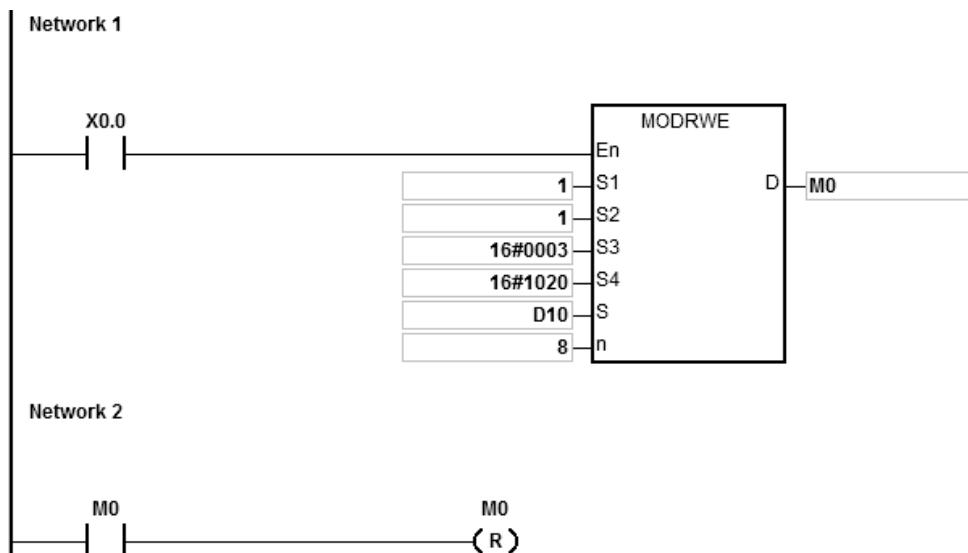 Network 1
X0.0
MODRWE
En
1 S1 D M0
1 S2
16#0003 S3
16#1020 S4
D10 S
8 n
Network 2
M0 M0
R